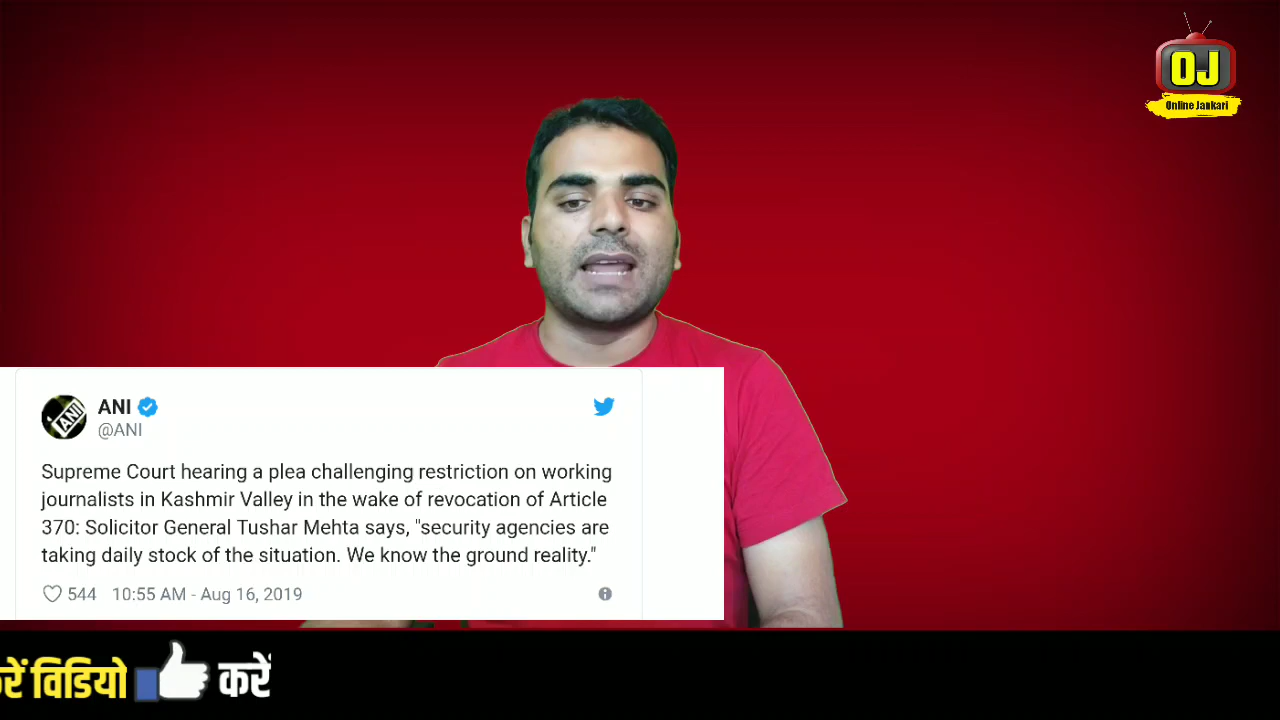 OJ
Online Jankari
ANI
ANI
@ANI
Supreme Court hearing a plea challenging restriction on working
journalists in Kashmir Valley in the wake of revocation of Article
370: Solicitor General Tushar Mehta says, "security agencies are
taking daily stock of the situation. We know the ground reality."
544 10:55 AM - Aug 16, 2019
रें विडियो करें